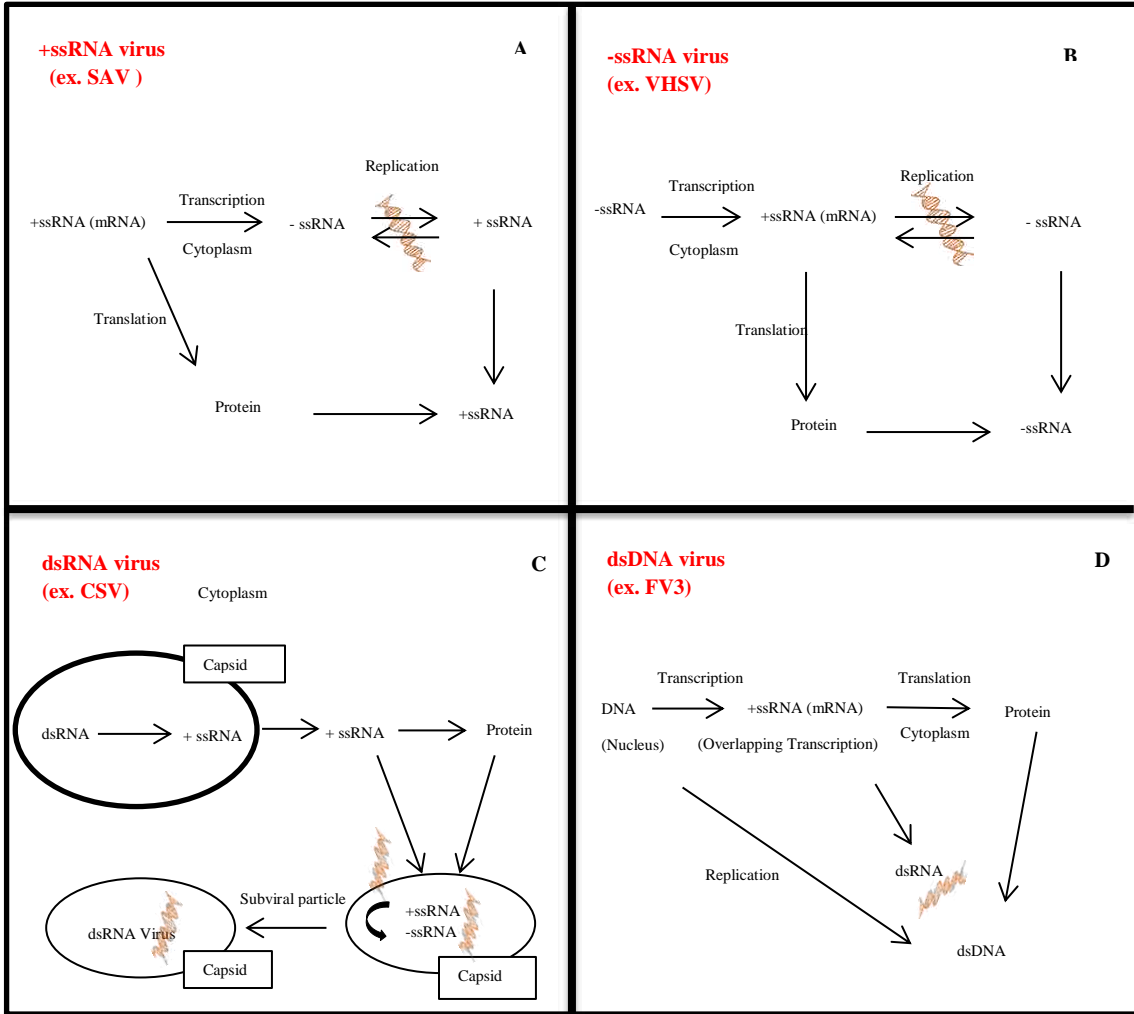 +ssRNA virus
(ex. SAV )
A
Replication
Transcription
+ssRNA (mRNA)
- ssRNA
+ ssRNA
Cytoplasm
Translation
Protein
+ssRNA
-ssRNA virus
(ex. VHSV)
B
Replication
Transcription
-ssRNA
+ssRNA (mRNA)
- ssRNA
Cytoplasm
Translation
Protein
-ssRNA
dsRNA virus
(ex. CSV)
C
Cytoplasm
Capsid
dsRNA
+ ssRNA
+ ssRNA
Protein
Subviral particle
+ssRNA
-ssRNA
dsRNA Virus
Capsid
Capsid
dsDNA virus
(ex. FV3)
D
Transcription
Translation
DNA
+ssRNA (mRNA)
Protein
Cytoplasm
(Nucleus)
(Overlapping Transcription)
dsRNA
Replication
dsDNA